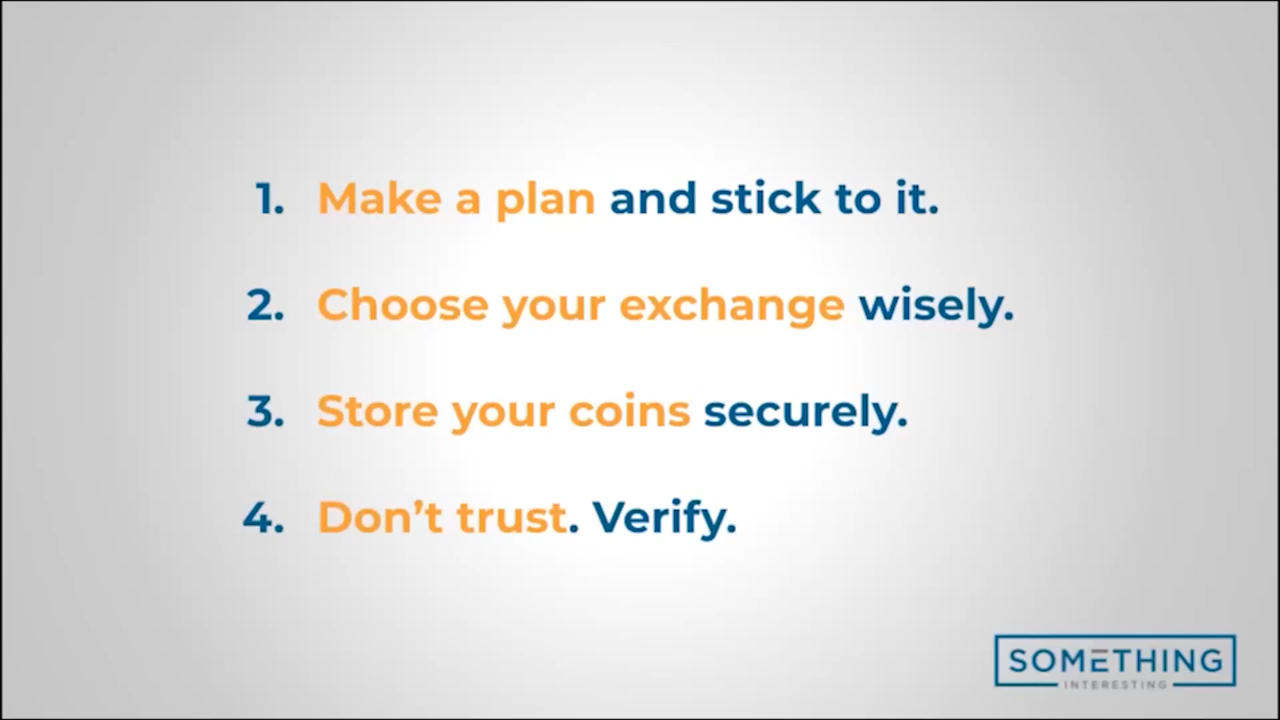 1. Make a plan and stick to it.
2. Choose your exchange wisely.
3. Store your coins securely.
4. Don’t trust. Verify.
SOMETHING
INTERESTING